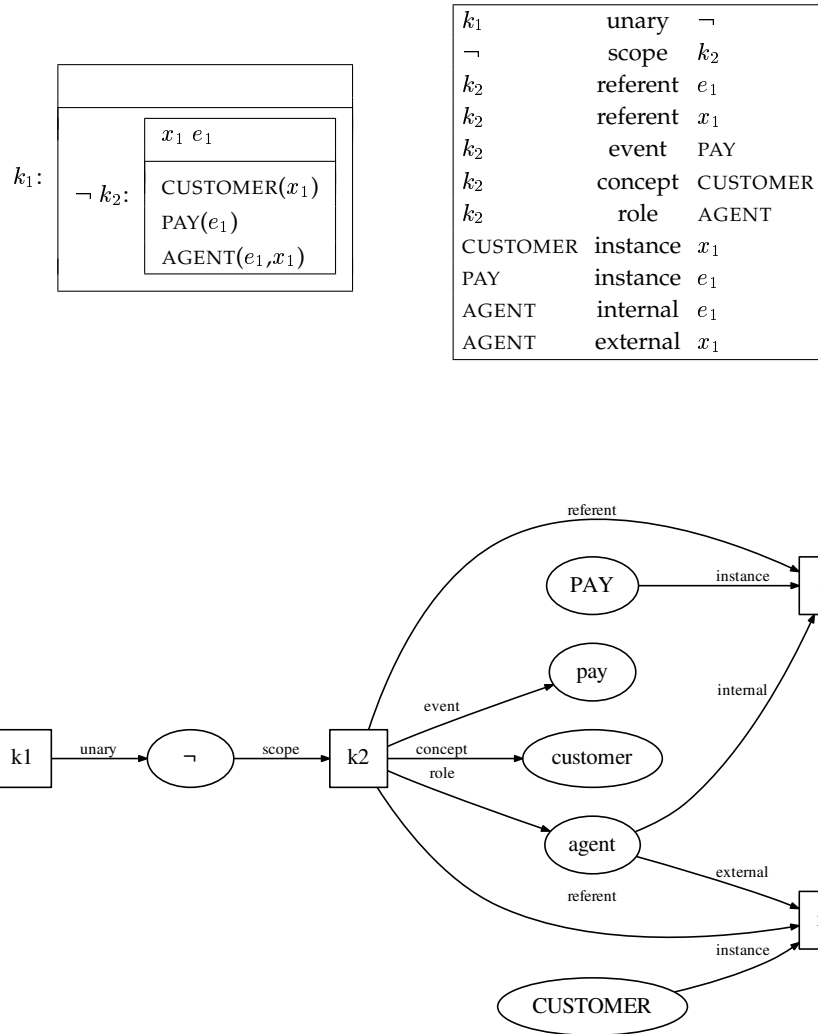 x₁ e₁
k₁:
¬ k₂:
CUSTOMER(x₁)
PAY(e₁)
AGENT(e₁,x₁)
k₁ unary ¬
¬ scope k₂
k₂ referent e₁
k₂ referent x₁
k₂ event PAY
k₂ concept CUSTOMER
k₂ role AGENT
CUSTOMER instance x₁
PAY instance e₁
AGENT internal e₁
AGENT external x₁
referent
PAY
instance
pay
internal
event
k1
unary
¬
scope
k2
concept
customer
role
agent
external
referent
instance
CUSTOMER